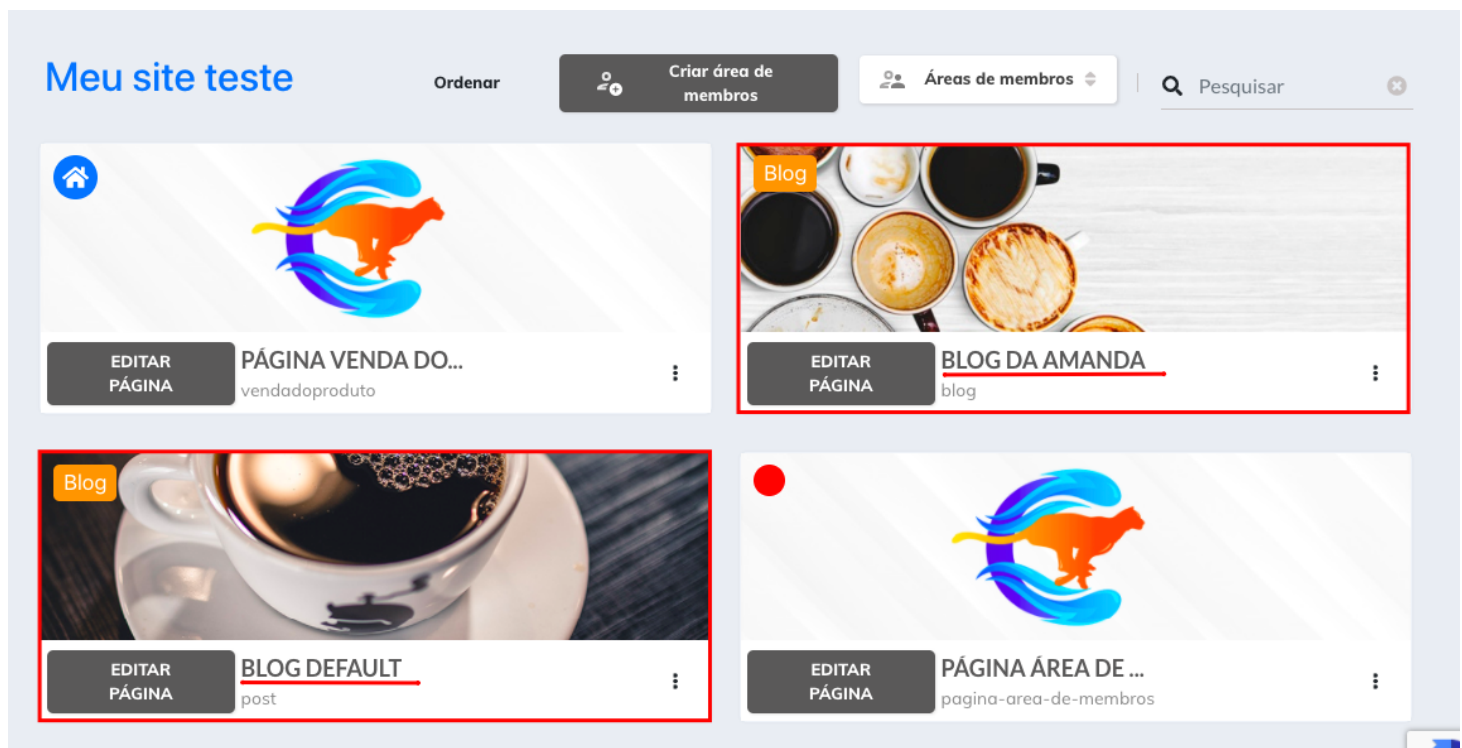 Meu site teste
Ordenar
Criar área de
membros
Áreas de membros
Pesquisar
Blog
EDITAR
PÁGINA
PÁGINA VENDA DO...
vendadoproduto
EDITAR
PÁGINA
BLOG DA AMANDA
blog
Blog
EDITAR
PÁGINA
BLOG DEFAULT
post
EDITAR
PÁGINA
PÁGINA ÁREA DE ...
pagina-area-de-membros